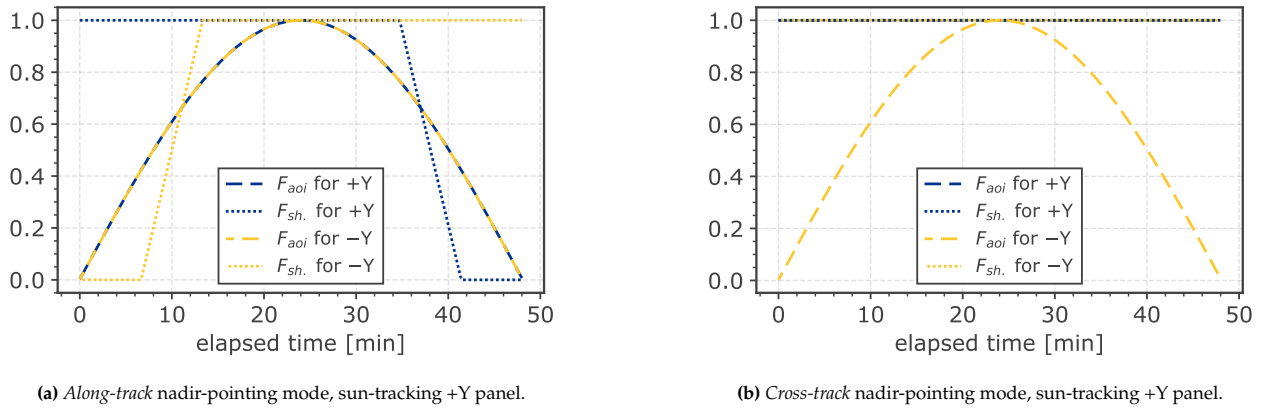 1.0
0.8
0.6
0.4
0.2
0.0
F_aoi for +Y
F_sh. for +Y
F_aoi for −Y
F_sh. for −Y
0 10 20 30 40 50
elapsed time [min]
(a) Along-track nadir-pointing mode, sun-tracking +Y panel.
1.0
0.8
0.6
0.4
0.2
0.0
F_aoi for +Y
F_sh. for +Y
F_aoi for −Y
F_sh. for −Y
0 10 20 30 40 50
elapsed time [min]
(b) Cross-track nadir-pointing mode, sun-tracking +Y panel.